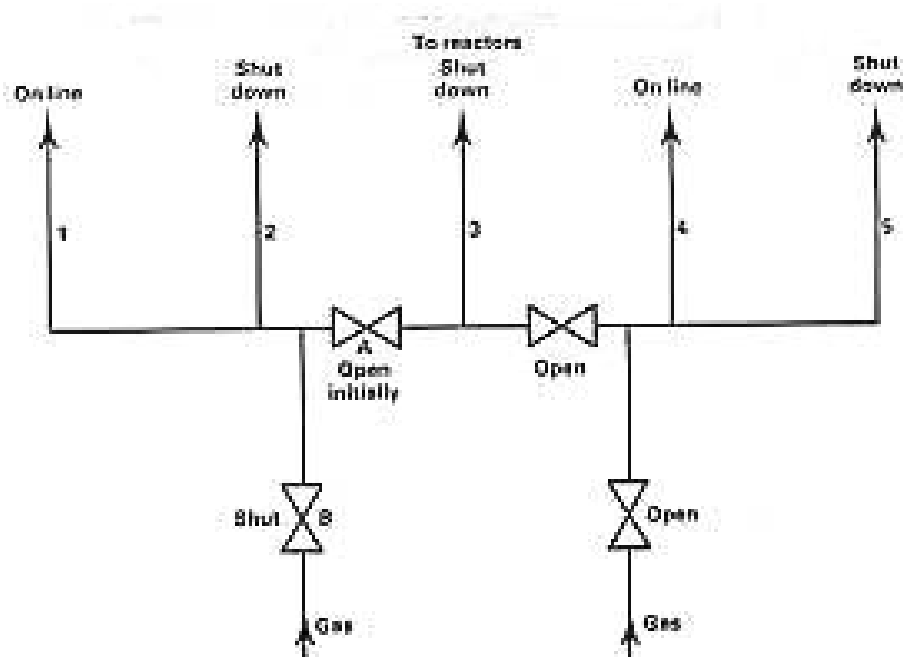 To reactors
On line
Shut
down
Shut
down
On line
Shut
down
1
2
3
4
5
A
Open
initially
Open
Shut
B
Open
Gas
Gas